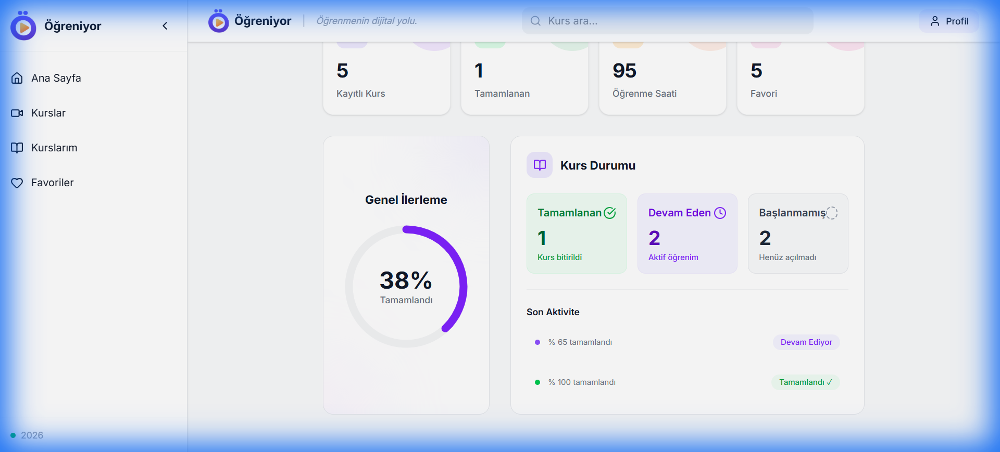 Öğreniyor
Ana Sayfa
Kurslar
Kurslarım
Favoriler
2026
Öğreniyor
Öğrenmenin dijital yolu.
Kurs ara...
Profil
5
Kayıtlı Kurs
1
Tamamlanan
95
Öğrenme Saati
5
Favori
Genel İlerleme
38%
Tamamlandı
Kurs Durumu
Tamamlanan
1
Kurs bitirildi
Devam Eden
2
Aktif öğrenim
Başlanmamış
2
Henüz açılmadı
Son Aktivite
% 65 tamamlandı
Devam Ediyor
% 100 tamamlandı
Tamamlandı ✓